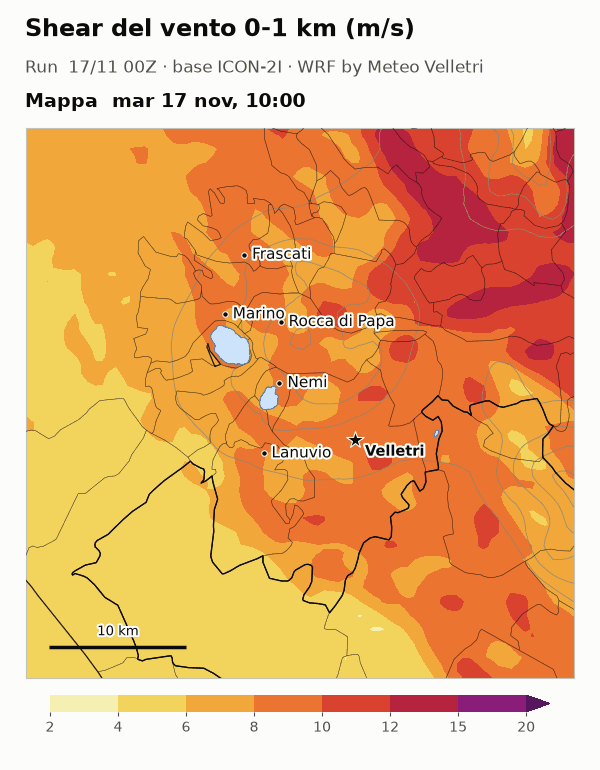 Shear del vento 0-1 km (m/s)
Run  17/11 00Z · base ICON-2I · WRF by Meteo Velletri
Mappa  mar 17 nov, 10:00
Frascati
Marino
Rocca di Papa
Nemi
Velletri
Lanuvio
10 km
2 4 6 8 10 12 15 20